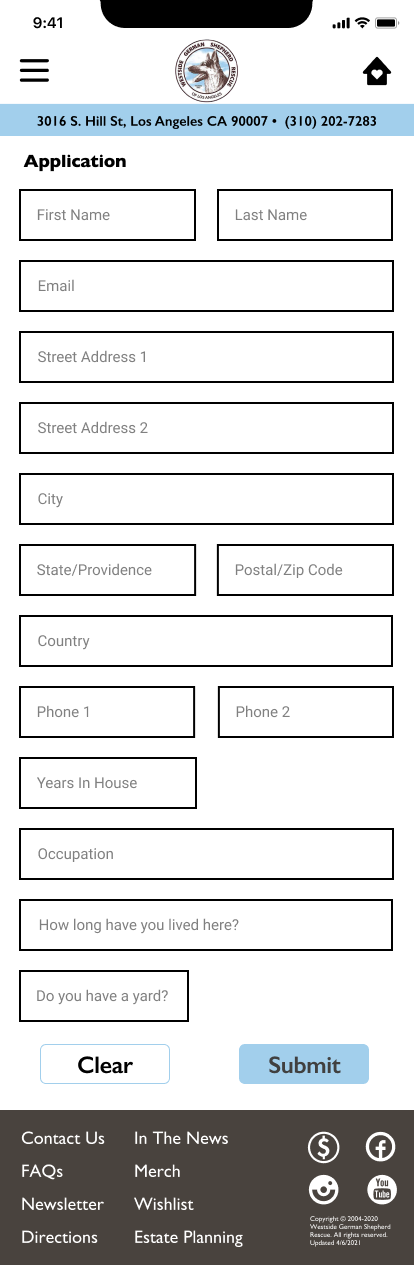 9:41
WESTSIDE GERMAN SHEPHERD RESCUE
OF LOS ANGELES
3016 S. Hill St, Los Angeles CA 90007 • (310) 202-7283
Application
First Name Last Name
Email
Street Address 1
Street Address 2
City
State/Providence Postal/Zip Code
Country
Phone 1 Phone 2
Years In House
Occupation
How long have you lived here?
Do you have a yard?
Clear Submit
Contact Us In The News
FAQs Merch
Newsletter Wishlist
Directions Estate Planning
$
You
Tube
Copyright © 2004-2020
Westside German Shepherd
Rescue. All rights reserved.
Updated 4/6/2021